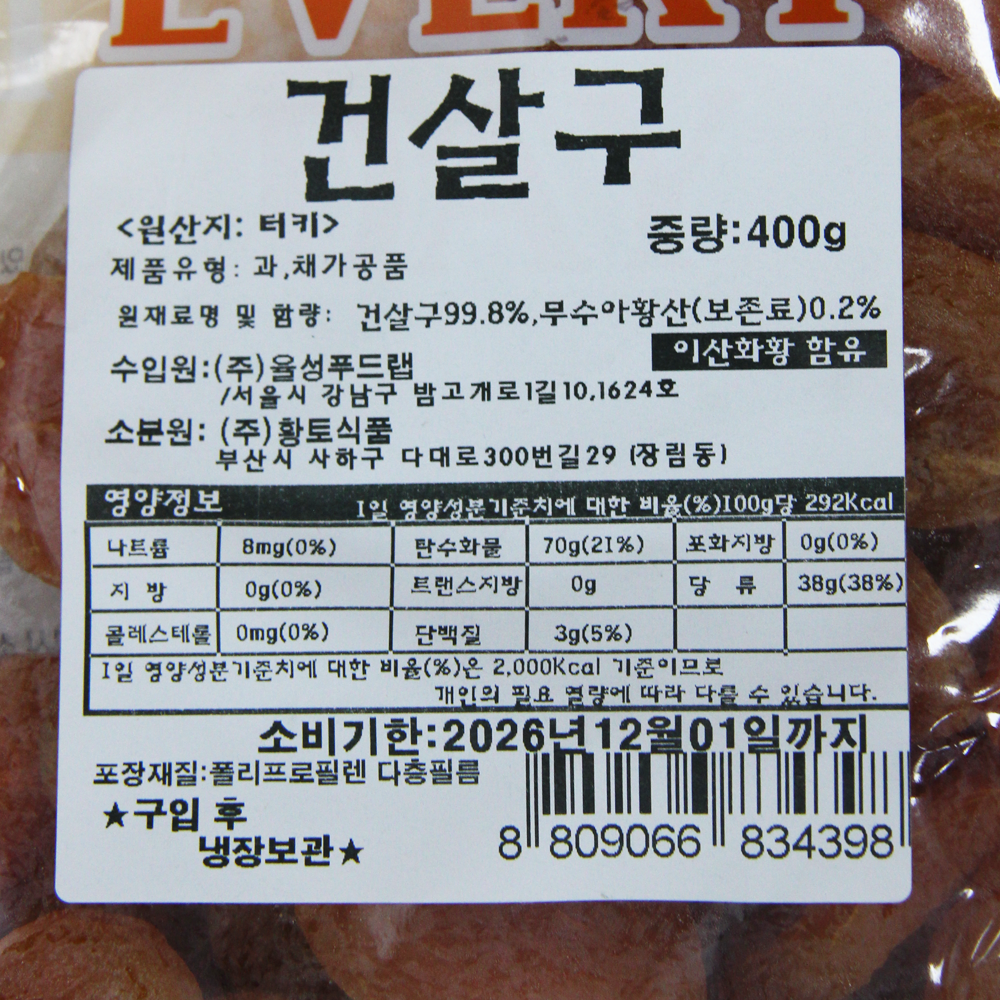 EVERY
건살구
<원산지: 터키>
중량:400g
제품유형: 과,채가공품
원재료명 및 함량: 건살구99.8%,무수아황산(보존료)0.2%
이산화황 함유
수입원:(주)율성푸드랩
/서울시 강남구 밤고개로1길10,1624호
소분원: (주)황토식품
부산시 사하구 다대로300번길29 (장림동)
영양정보 1일 영양성분기준치에 대한 비율(%)100g당 292Kcal
나트륨 8mg(0%) 탄수화물 70g(21%) 포화지방 0g(0%)
지 방 0g(0%) 트랜스지방 0g 당 류 38g(38%)
콜레스테롤 0mg(0%) 단백질 3g(5%)
1일 영양성분기준치에 대한 비율(%)은 2,000Kcal 기준이므로
개인의 필요 열량에 따라 다를 수 있습니다.
소비기한:2026년12월01일까지
포장재질:폴리프로필렌 다층필름
★구입 후
냉장보관★
8 809066 834398